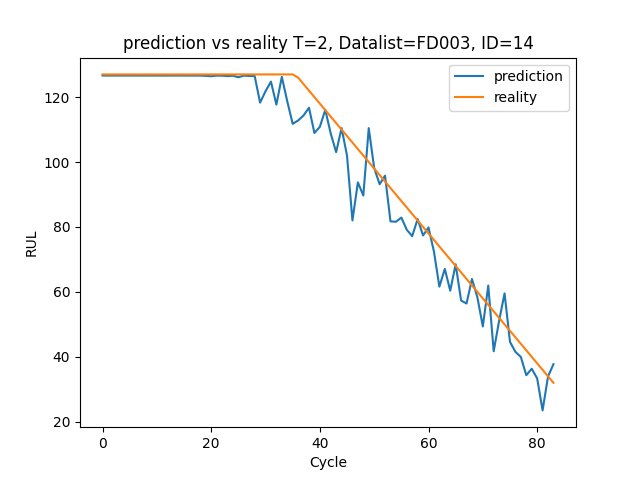 prediction vs reality T=2, Datalist=FD003, ID=14
prediction
reality
RUL
120
100
80
60
40
20
0 20 40 60 80
Cycle